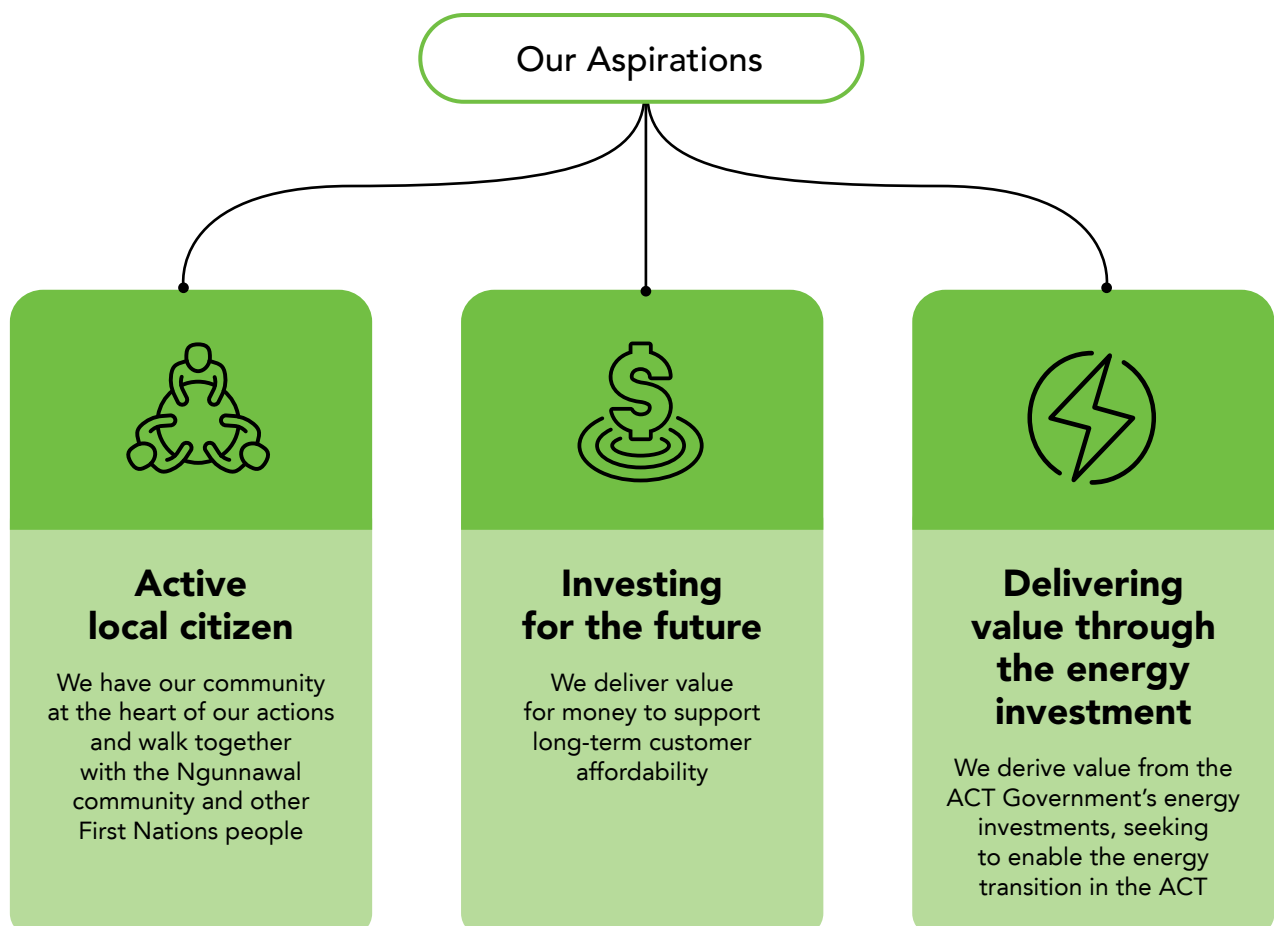 Our Aspirations
Active
local citizen
We have our community
at the heart of our actions
and walk together
with the Ngunnawal
community and other
First Nations people
Investing
for the future
We deliver value
for money to support
long-term customer
affordability
Delivering
value through
the energy
investment
We derive value from the
ACT Government’s energy
investments, seeking
to enable the energy
transition in the ACT